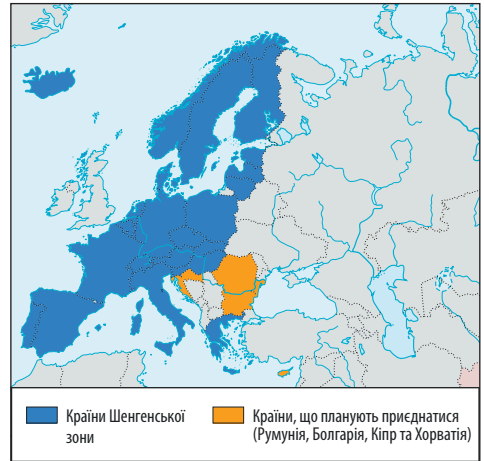 Країни Шенгенської
зони
Країни, що планують приєднатися
(Румунія, Болгарія, Кіпр та Хорватія)